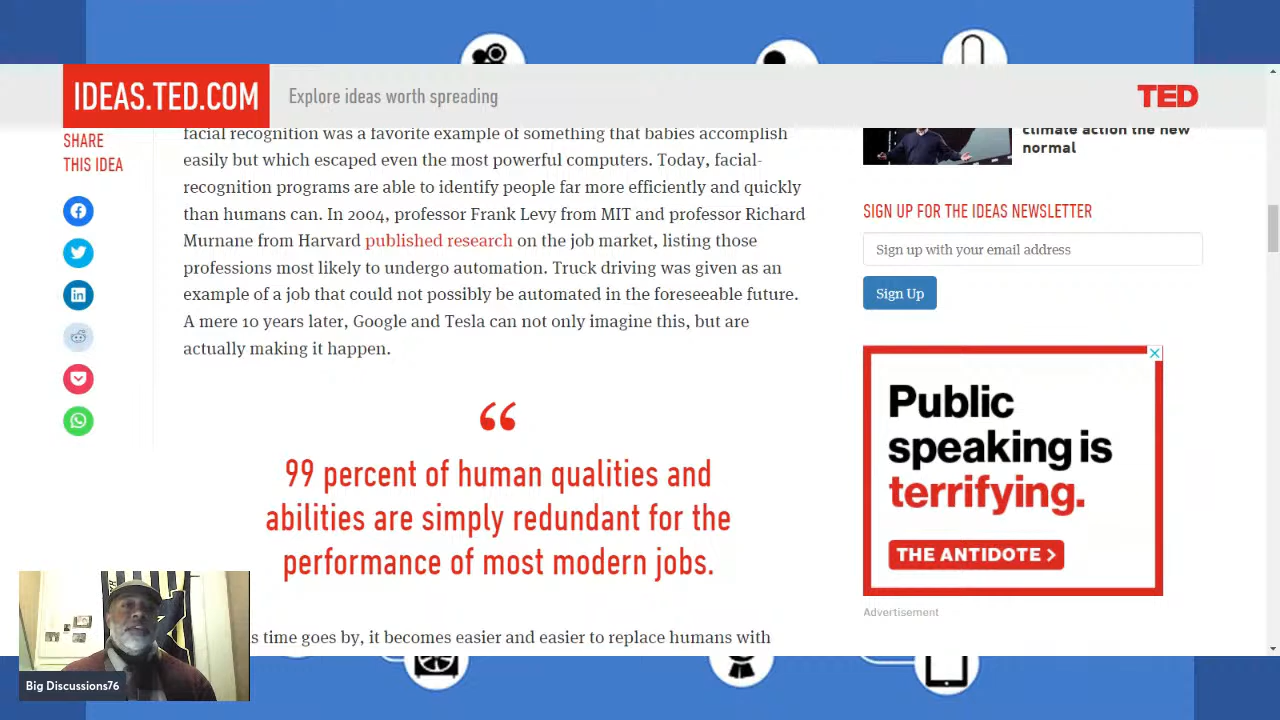 IDEAS.TED.COM
Explore ideas worth spreading
TED
SHARE
THIS IDEA
facial recognition was a favorite example of something that babies accomplish
easily but which escaped even the most powerful computers. Today, facial-
recognition programs are able to identify people far more efficiently and quickly
than humans can. In 2004, professor Frank Levy from MIT and professor Richard
Murnane from Harvard published research on the job market, listing those
professions most likely to undergo automation. Truck driving was given as an
example of a job that could not possibly be automated in the foreseeable future.
A mere 10 years later, Google and Tesla can not only imagine this, but are
actually making it happen.
“
99 percent of human qualities and
abilities are simply redundant for the
performance of most modern jobs.
s time goes by, it becomes easier and easier to replace humans with
climate action the new
normal
SIGN UP FOR THE IDEAS NEWSLETTER
Sign up with your email address
Sign Up
Public
speaking is
terrifying.
THE ANTIDOTE >
Advertisement
Big Discussions76